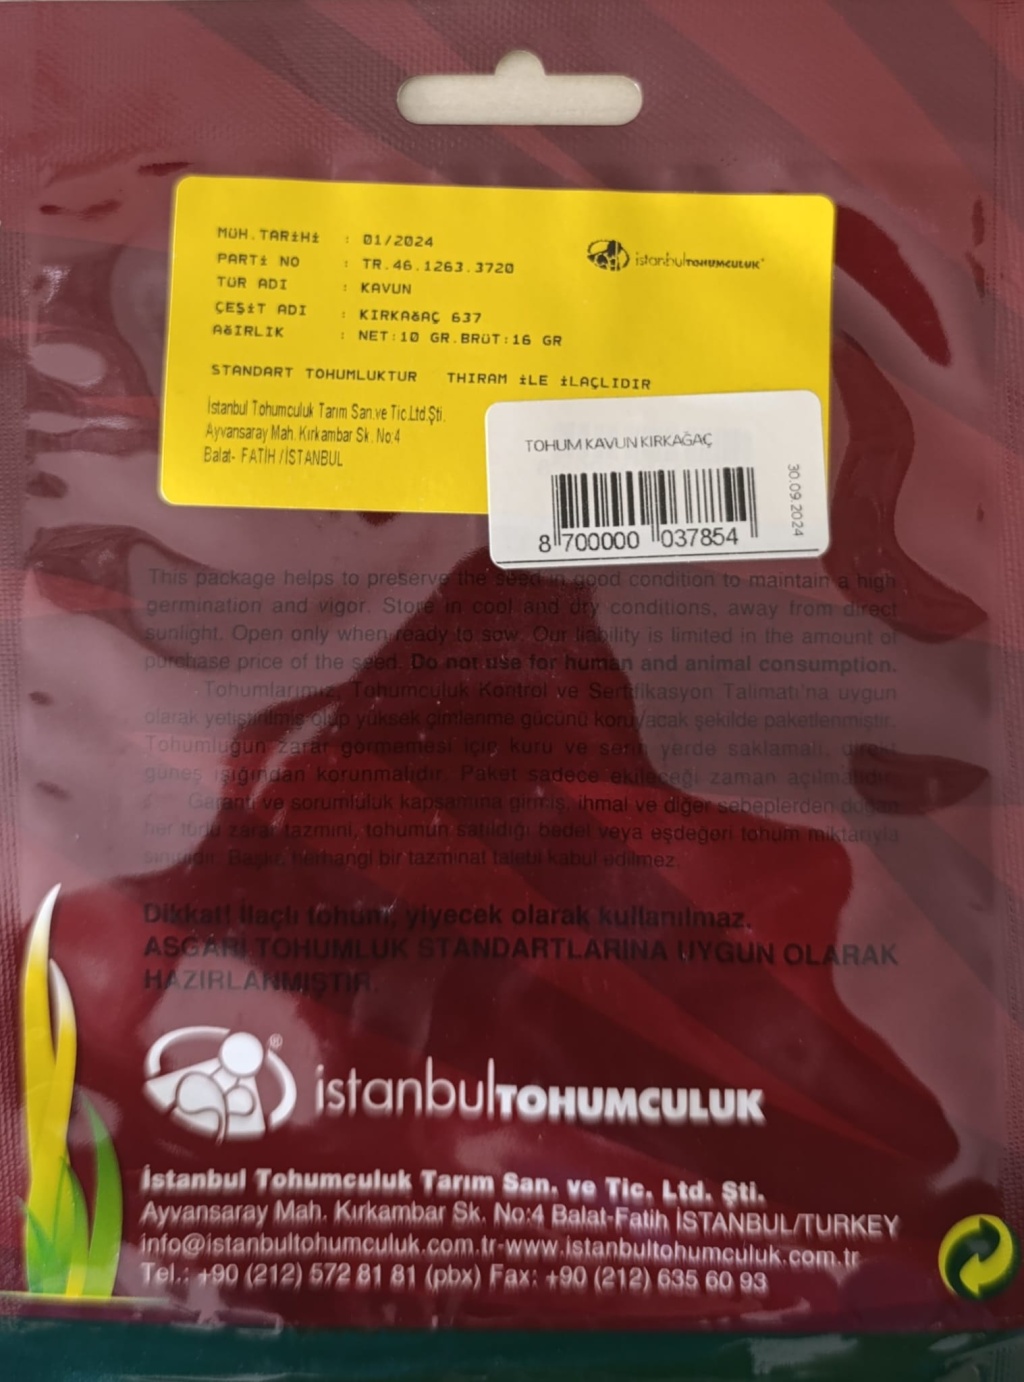 MÜH.TARİHİ : 01/2024
PARTİ NO : TR.46.1263.3720
TÜR ADI : KAVUN
ÇEŞİT ADI : KIRKAĞAÇ 637
AĞIRLIK : NET:10 GR.BRÜT:16 GR
istanbulTOHUMCULUK
STANDART TOHUMLUKTUR THIRAM İLE İLAÇLIDIR
İstanbul Tohumculuk Tarım San.ve Tic.Ltd.Şti.
Ayvansaray Mah. Kırkambar Sk. No:4
Balat- FATİH /İSTANBUL
TOHUM KAVUN KIRKAĞAÇ
30.09.2024
8 700000 037854
This package helps to preserve the seed in good condition to maintain a high
germination and vigor. Store in cool and dry conditions, away from direct
sunlight. Open only when ready to sow. Our liability is limited in the amount of
purchase price of the seed. Do not use for human and animal consumption.
Tohumlarımız, Tohumculuk Kontrol ve Sertifikasyon Talimatı'na uygun
olarak yetiştirilmiş olup yüksek çimlenme gücünü koruyacak şekilde paketlenmiştir.
Tohumluğun zarar görmemesi için kuru ve serin yerde saklamalı, direkt
güneş ışığından korunmalıdır. Paket sadece ekileceği zaman açılmalıdır.
Garanti ve sorumluluk kapsamına girmiş, ihmal ve diğer sebeplerden doğan
her türlü zarar tazmini, tohumun satıldığı bedel veya eşdeğeri tohum miktarıyla
sınırlıdır. Başka herhangi bir tazminat talebi kabul edilmez.
Dikkat! İlaçlı tohum, yiyecek olarak kullanılmaz.
ASGARİ TOHUMLUK STANDARTLARINA UYGUN OLARAK
HAZIRLANMIŞTIR.
istanbulTOHUMCULUK
İstanbul Tohumculuk Tarım San. ve Tic. Ltd. Şti.
Ayvansaray Mah. Kırkambar Sk. No:4 Balat-Fatih İSTANBUL/TURKEY
info@istanbultohumculuk.com.tr-www.istanbultohumculuk.com.tr
Tel.: +90 (212) 572 81 81 (pbx) Fax: +90 (212) 635 60 93